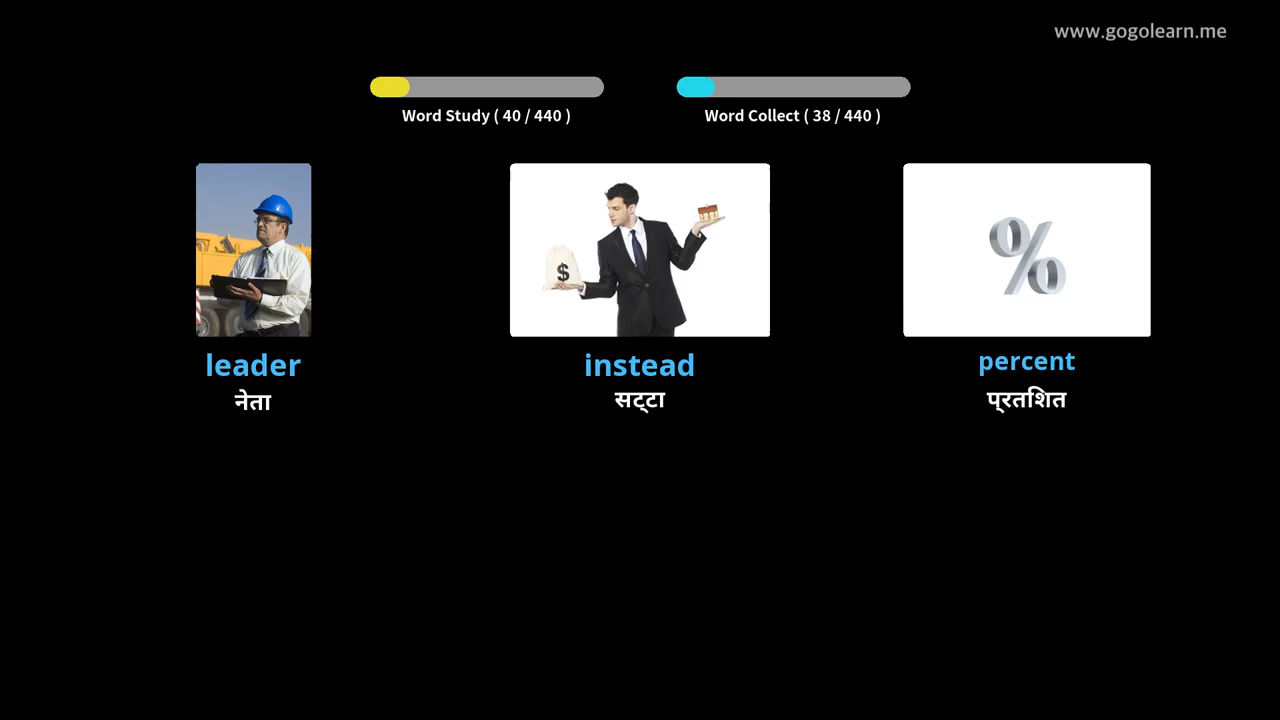 www.gogolearn.me
Word Study ( 40 / 440 )
Word Collect ( 38 / 440 )
$
%
leader
instead
percent
नेता
सट्टा
प्रतिशत